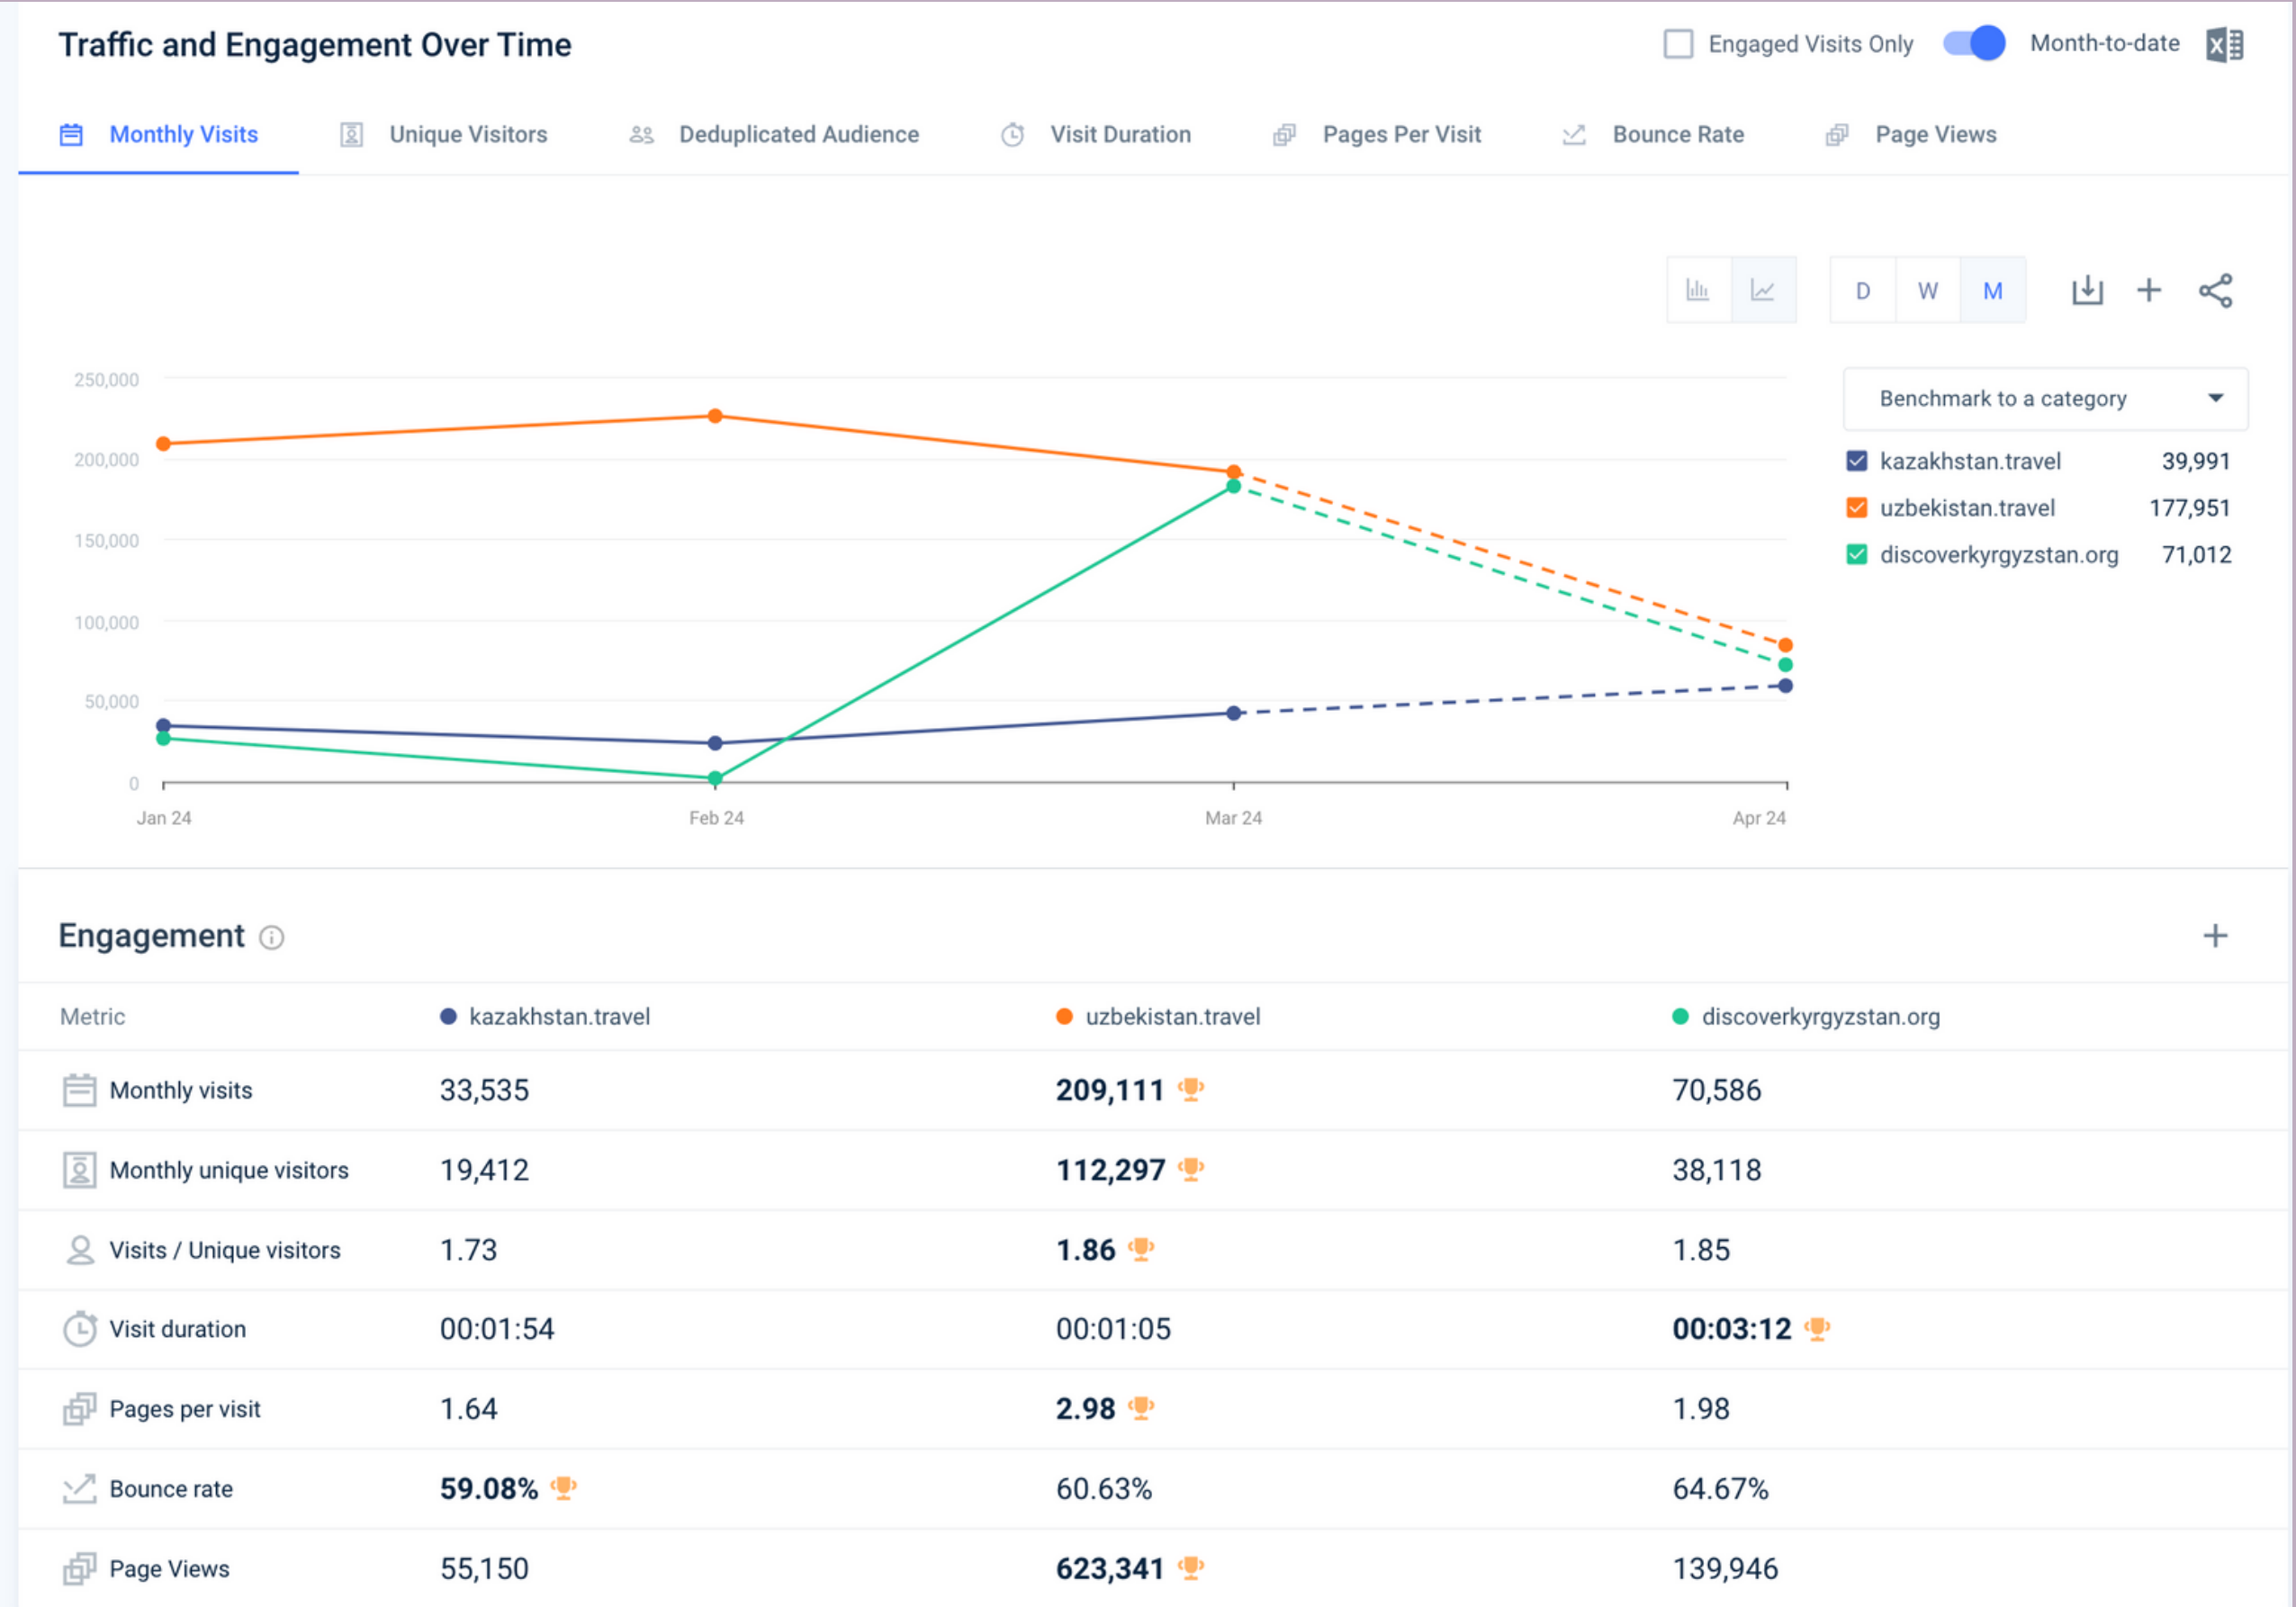 Traffic and Engagement Over Time
Engaged Visits Only
Month-to-date
Monthly Visits
Unique Visitors
Deduplicated Audience
Visit Duration
Pages Per Visit
Bounce Rate
Page Views
D W M
250,000
200,000
150,000
100,000
50,000
0
Jan 24 Feb 24 Mar 24 Apr 24
Benchmark to a category
kazakhstan.travel 39,991
uzbekistan.travel 177,951
discoverkyrgyzstan.org 71,012
Engagement
Metric kazakhstan.travel uzbekistan.travel discoverkyrgyzstan.org
Monthly visits 33,535 209,111 70,586
Monthly unique visitors 19,412 112,297 38,118
Visits / Unique visitors 1.73 1.86 1.85
Visit duration 00:01:54 00:01:05 00:03:12
Pages per visit 1.64 2.98 1.98
Bounce rate 59.08% 60.63% 64.67%
Page Views 55,150 623,341 139,946